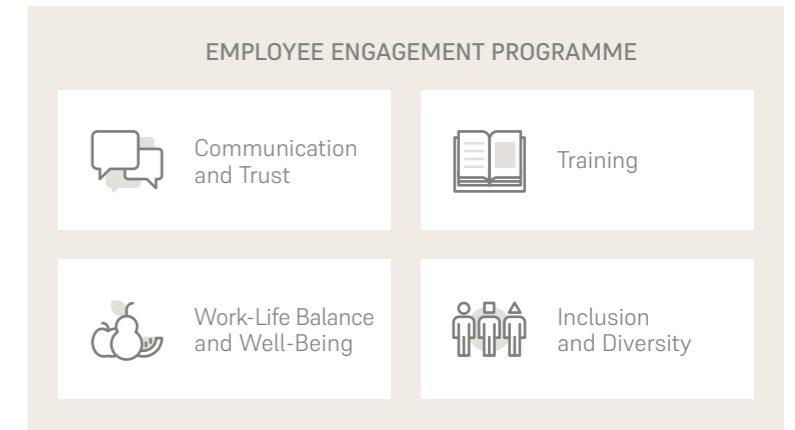 EMPLOYEE ENGAGEMENT PROGRAMME
Communication
and Trust
Training
Work-Life Balance
and Well-Being
Inclusion
and Diversity